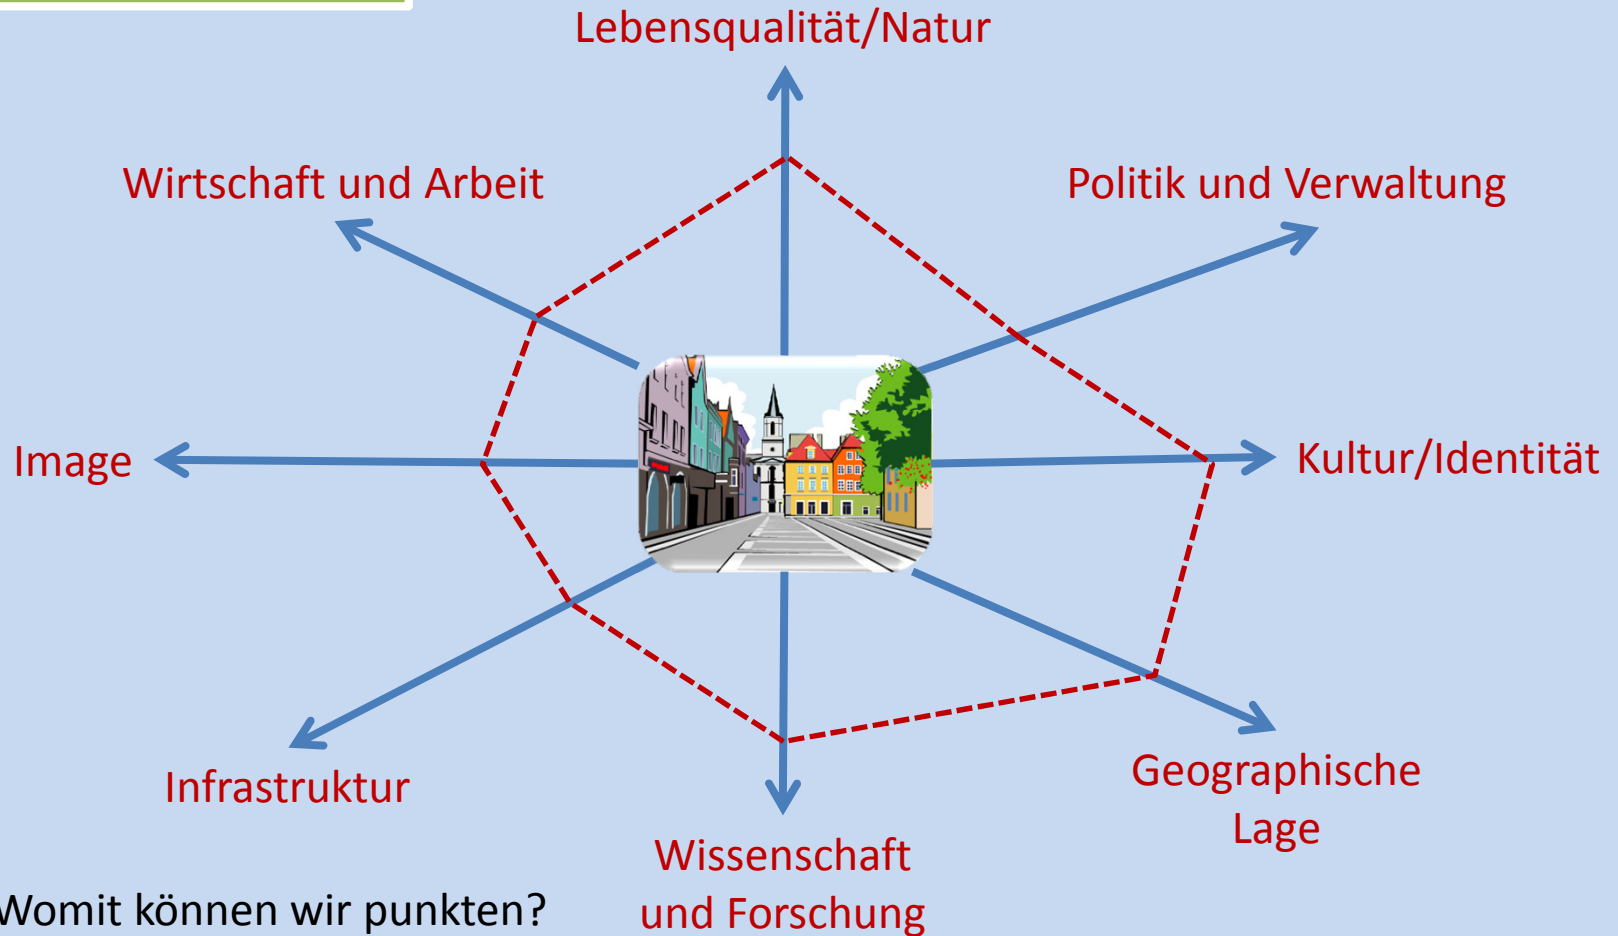 Lebensqualität/Natur
Wirtschaft und Arbeit
Politik und Verwaltung
Image
Kultur/Identität
Infrastruktur
Geographische
Lage
Wissenschaft
und Forschung
Womit können wir punkten?